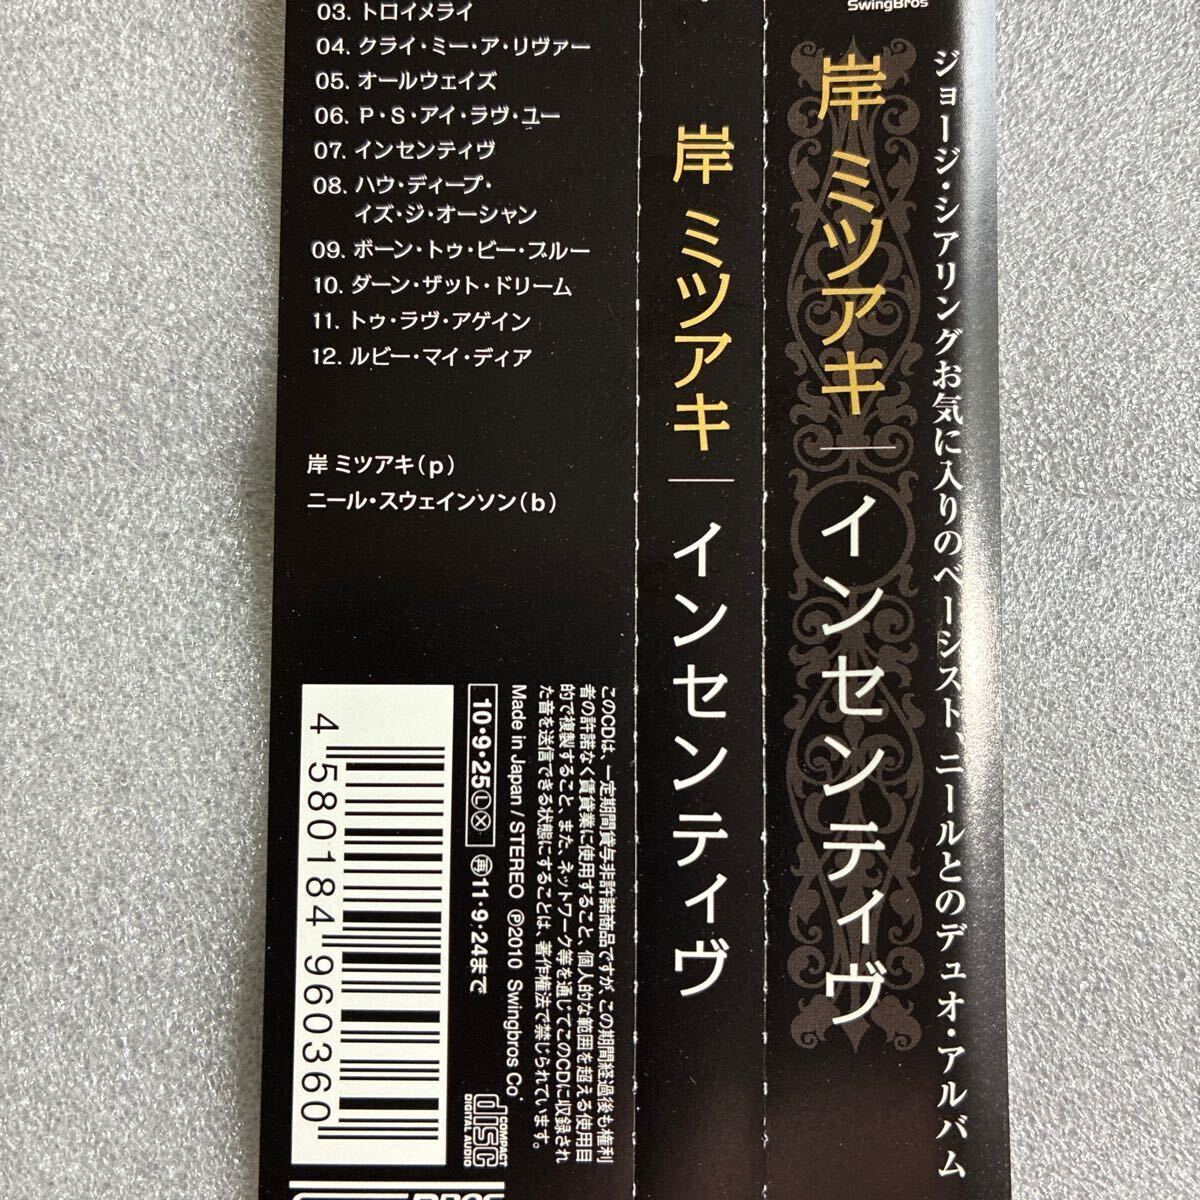 03. トロイメライ
04. クライ・ミー・ア・リヴァー
05. オールウェイズ
06. P・S・アイ・ラヴ・ユー
07. インセンティヴ
08. ハウ・ディープ・
イズ・ジ・オーシャン
09. ボーン・トゥ・ビー・ブルー
10. ダーン・ザット・ドリーム
11. トゥ・ラヴ・アゲイン
12. ルビー・マイ・ディア
岸 ミツアキ(p)
ニール・スウェインソン(b)
このCDは、一定期間貸与非許諾商品ですが、この期間経過後も権利
者の許諾なく賃貸業に使用すること、個人的な範囲を超える使用目
的で複製すること、また、ネットワーク等を通じてこのCDに収録され
た音を送信できる状態にすることは、著作権法で禁じられています。
Made in Japan / STEREO ℗2010 Swingbros Co.
10・9・25 Ⓛ Ⓧ 再11・9・24まで
4 580184 960360
COMPACT
disc
DIGITAL AUDIO
岸 ミツアキ | インセンティヴ
SwingBros
岸 ミツアキ | インセンティヴ
ジョージ・シアリングお気に入りのベーシスト、ニールとのデュオ・アルバム